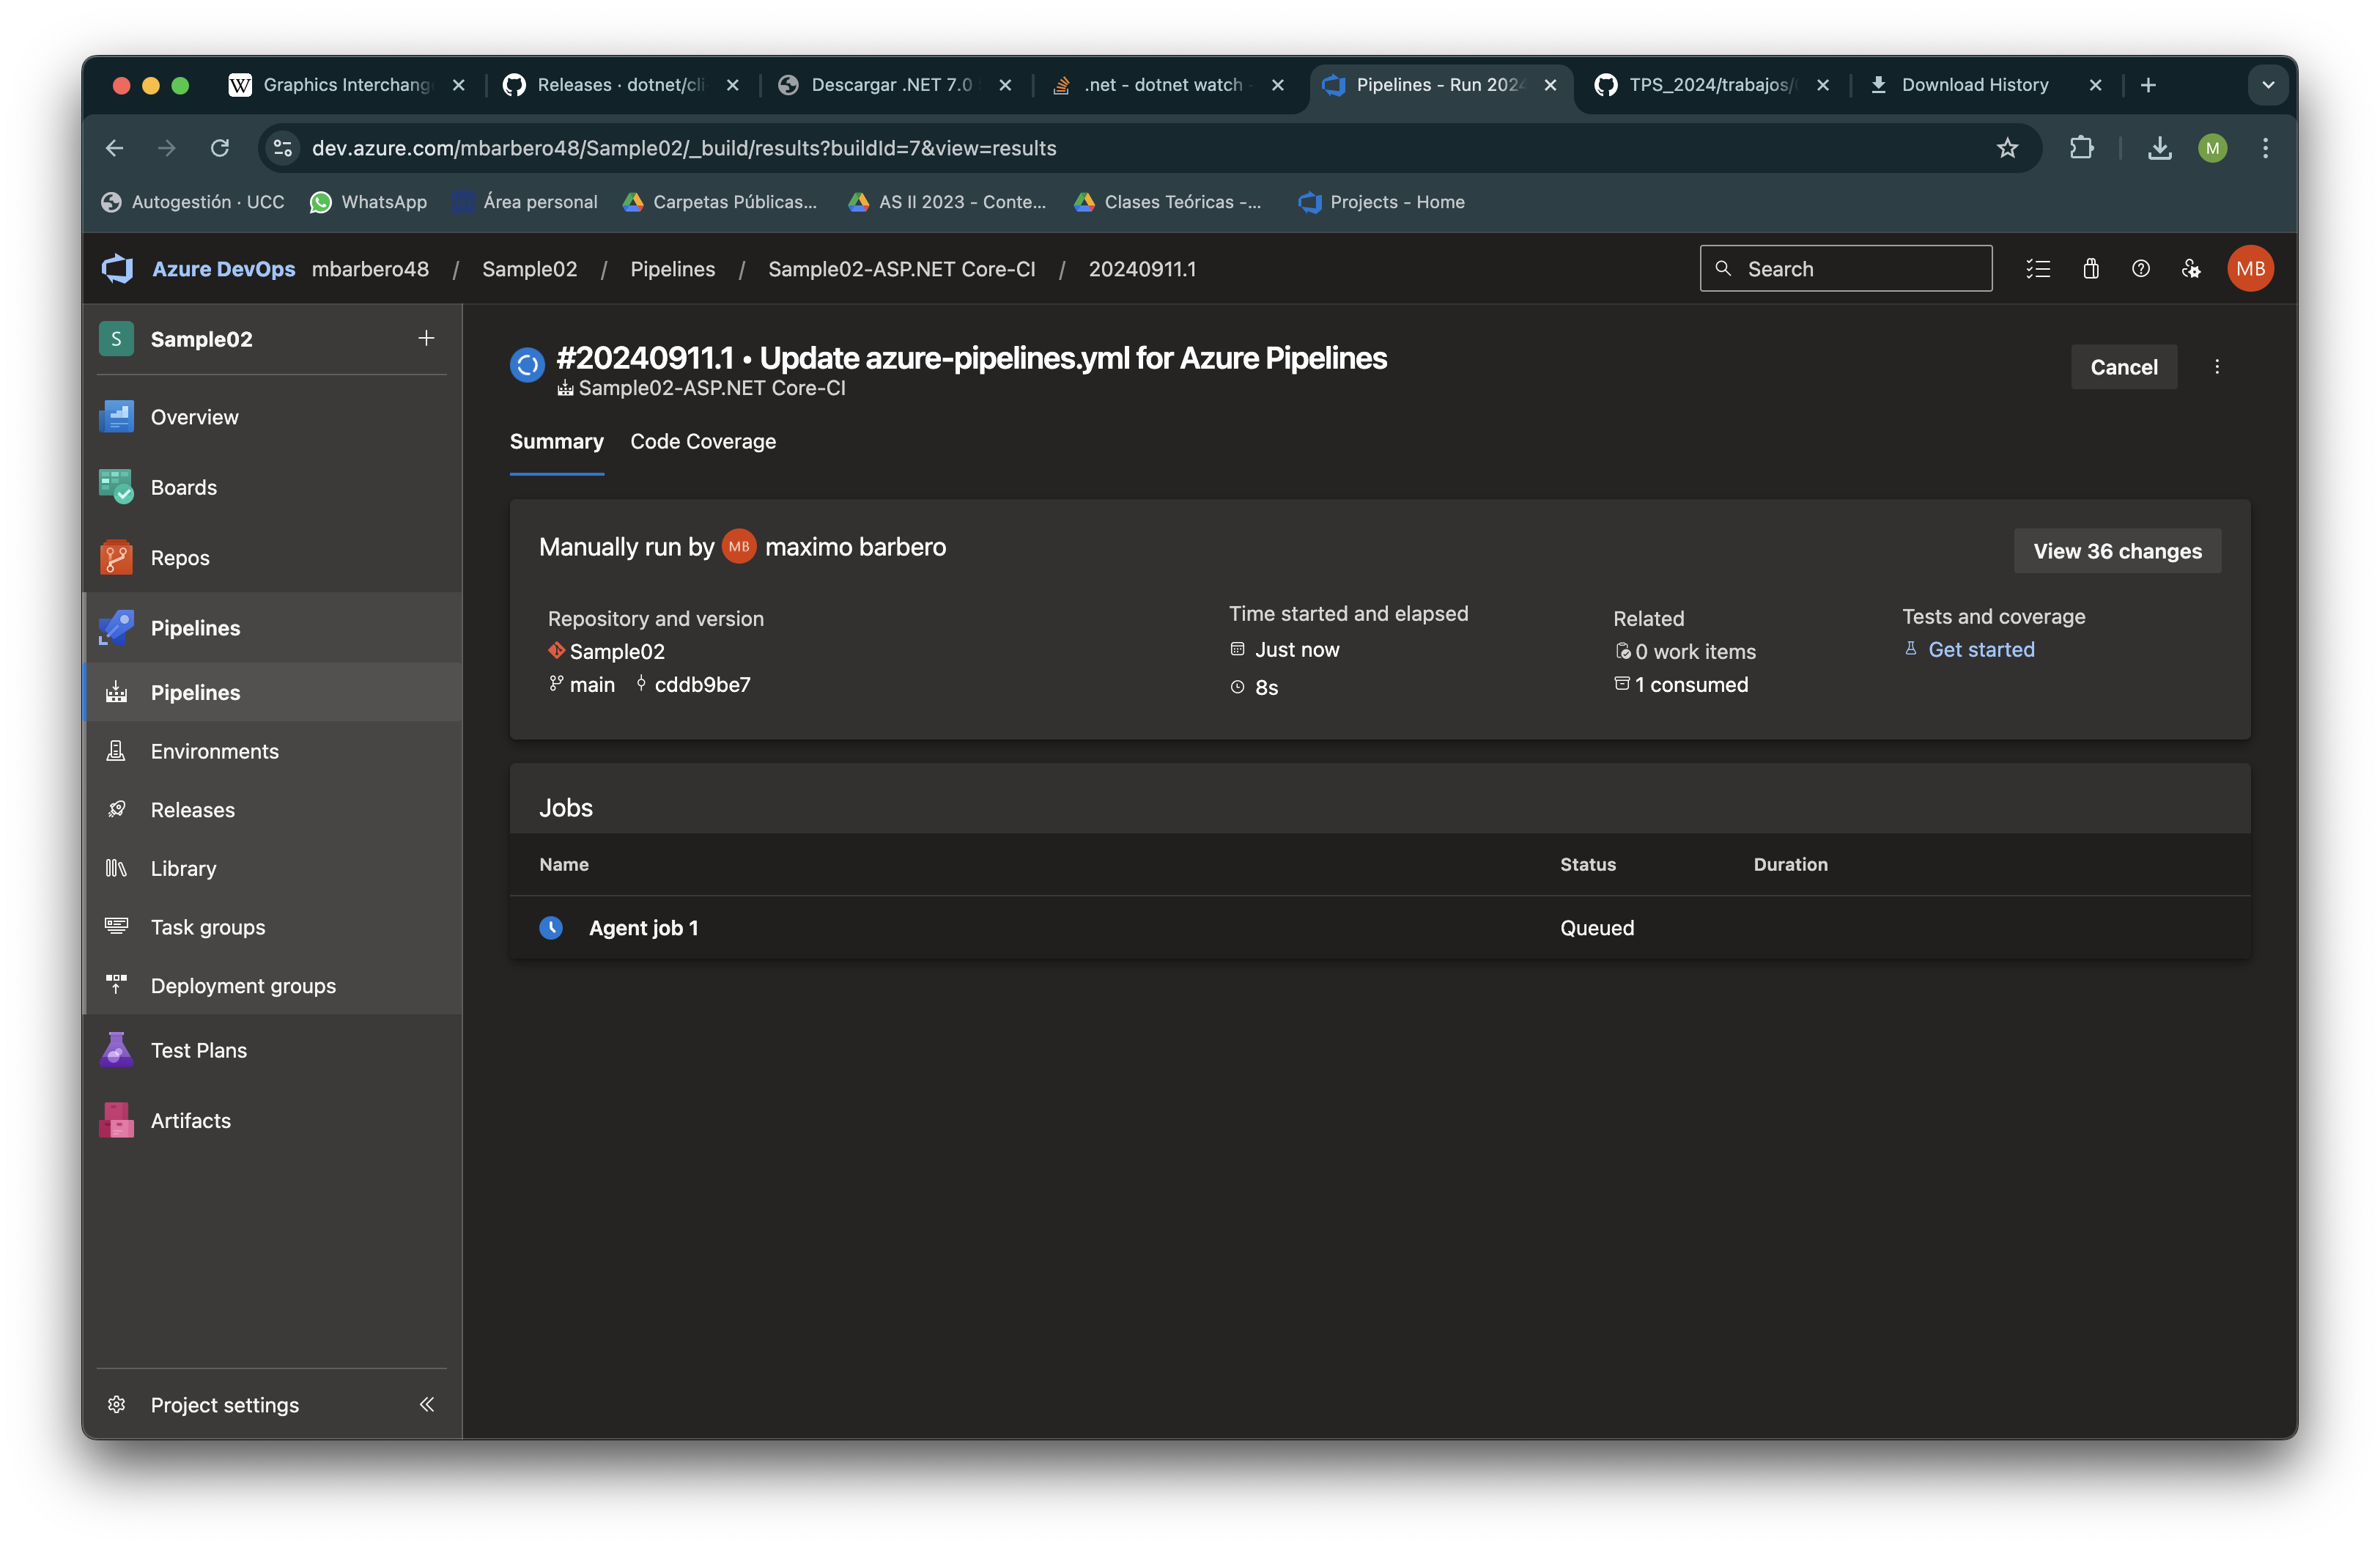 Graphics Interchang
Releases · dotnet/cli
Descargar .NET 7.0
.net - dotnet watch
Pipelines - Run 2024
TPS_2024/trabajos/
Download History
dev.azure.com/mbarbero48/Sample02/_build/results?buildId=7&view=results
M
Autogestión · UCC
WhatsApp
Área personal
Carpetas Públicas...
AS II 2023 - Conte...
Clases Teóricas -...
Projects - Home
Azure DevOps mbarbero48 / Sample02 / Pipelines / Sample02-ASP.NET Core-CI / 20240911.1
Search
MB
S Sample02
Overview
Boards
Repos
Pipelines
Pipelines
Environments
Releases
Library
Task groups
Deployment groups
Test Plans
Artifacts
Project settings
#20240911.1 • Update azure-pipelines.yml for Azure Pipelines
Sample02-ASP.NET Core-CI
Cancel
Summary Code Coverage
Manually run by MB maximo barbero
View 36 changes
Repository and version
Sample02
main cddb9be7
Time started and elapsed
Just now
8s
Related
0 work items
1 consumed
Tests and coverage
Get started
Jobs
Name Status Duration
Agent job 1 Queued